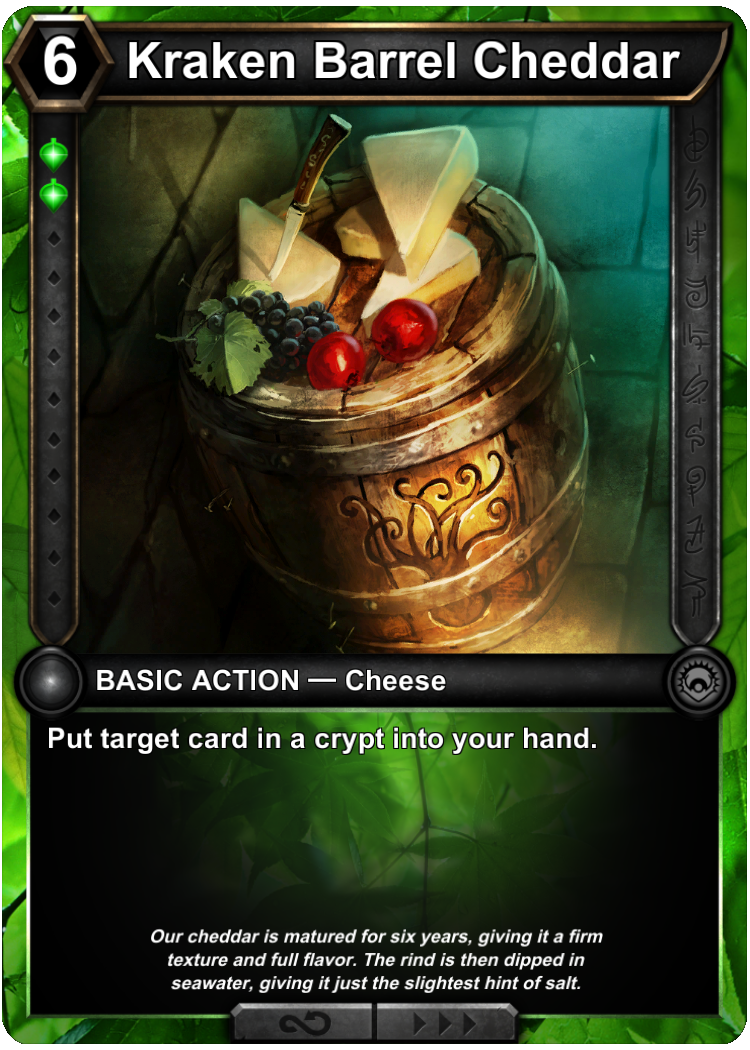 6
Kraken Barrel Cheddar
BASIC ACTION — Cheese
Put target card in a crypt into your hand.
Our cheddar is matured for six years, giving it a firm
texture and full flavor. The rind is then dipped in
seawater, giving it just the slightest hint of salt.